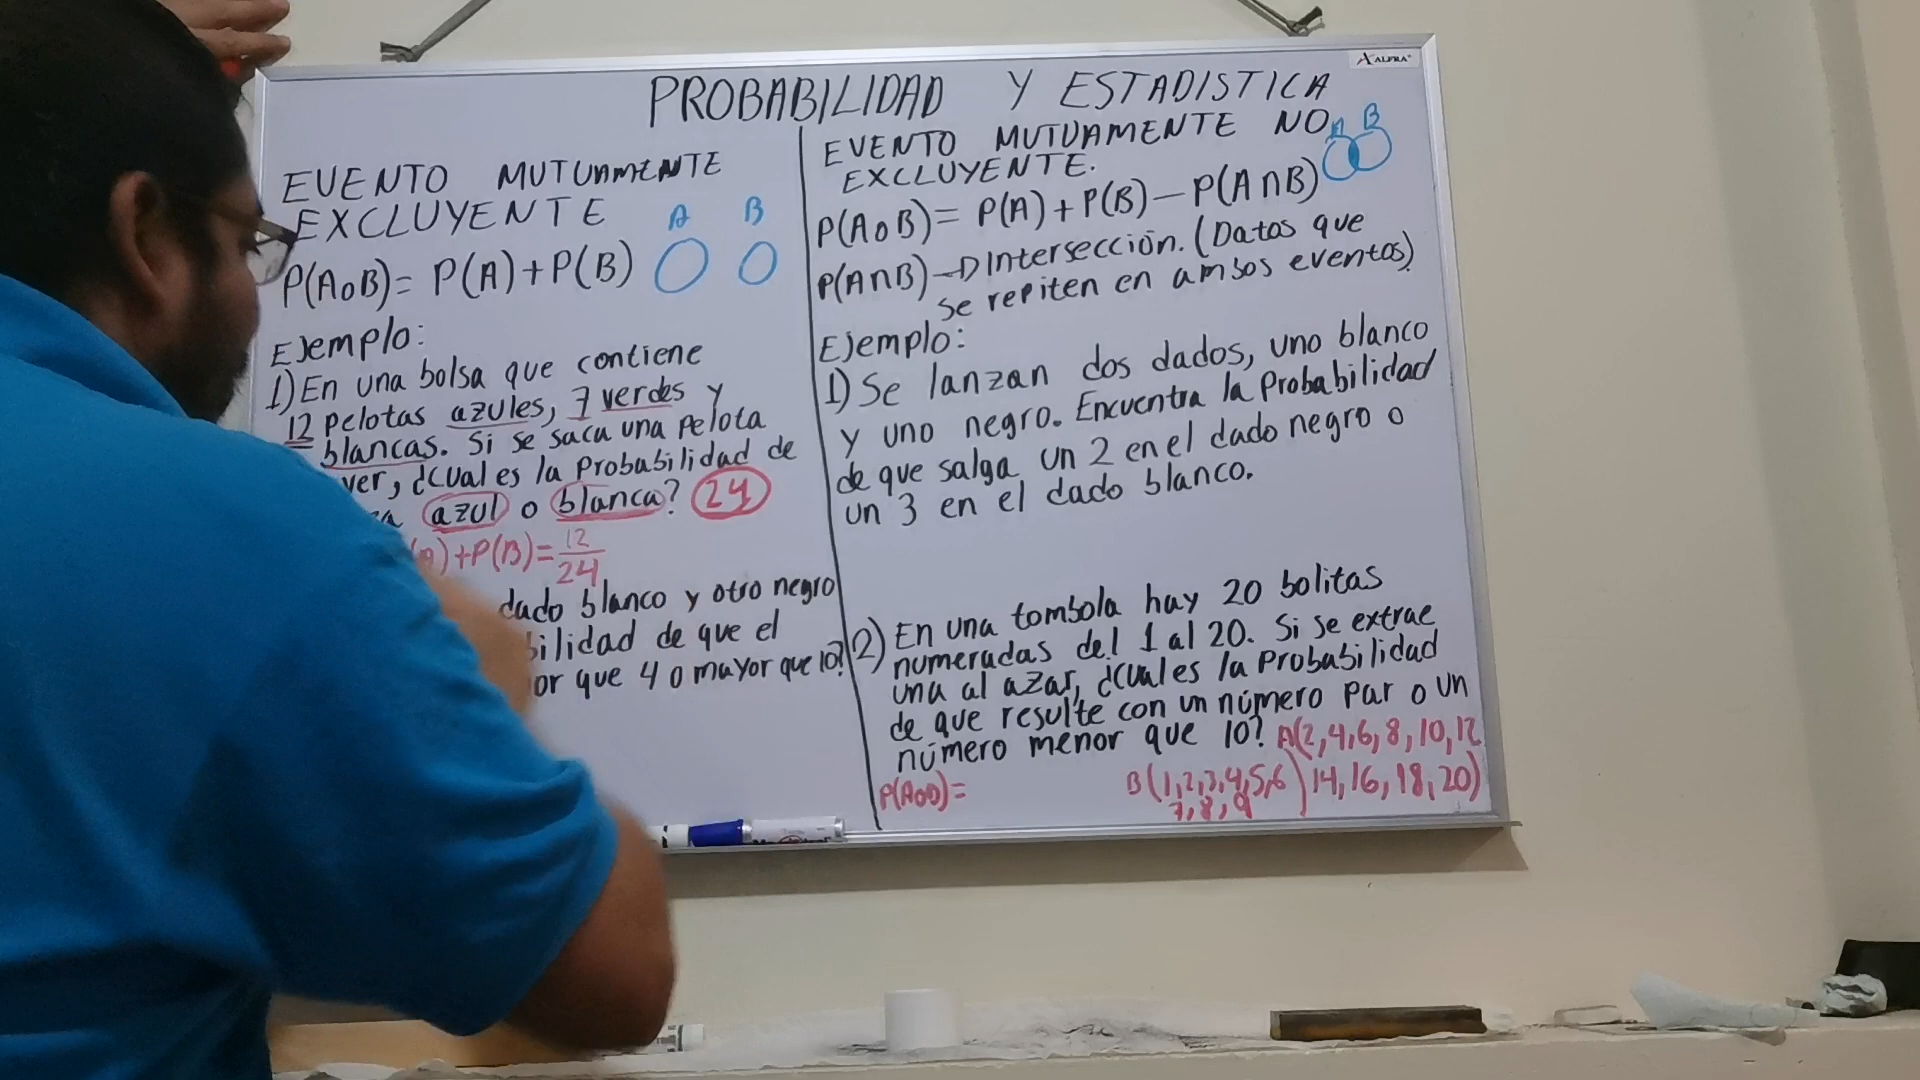 ALFRA
PROBABILIDAD Y ESTADISTICA
EVENTO MUTUAMENTE
EXCLUYENTE
A B
P(AoB)= P(A)+P(B)
Ejemplo:
1) En una bolsa que contiene
12 pelotas azules, 7 verdes y
blancas. Si se saca una pelota
ver, ¿cual es la probabilidad de
azul o blanca? 24
)+P(B)=12/24
dado blanco y otro negro
ilidad de que el
or que 4 o mayor que 10?
EVENTO MUTUAMENTE NO
EXCLUYENTE.
A B
P(AoB)= P(A)+P(B)-P(A∩B)
P(A∩B)→Intersección. (Datos que
se repiten en ambos eventos)
Ejemplo:
1) Se lanzan dos dados, uno blanco
y uno negro. Encuentra la probabilidad
de que salga un 2 en el dado negro o
un 3 en el dado blanco.
2) En una tombola hay 20 bolitas
numeradas del 1 al 20. Si se extrae
una al azar, ¿cual es la probabilidad
de que resulte con un número par o un
número menor que 10? A(2,4,6,8,10,12
14,16,18,20)
P(AoB)= B(1,2,3,4,5,6
7,8,9)